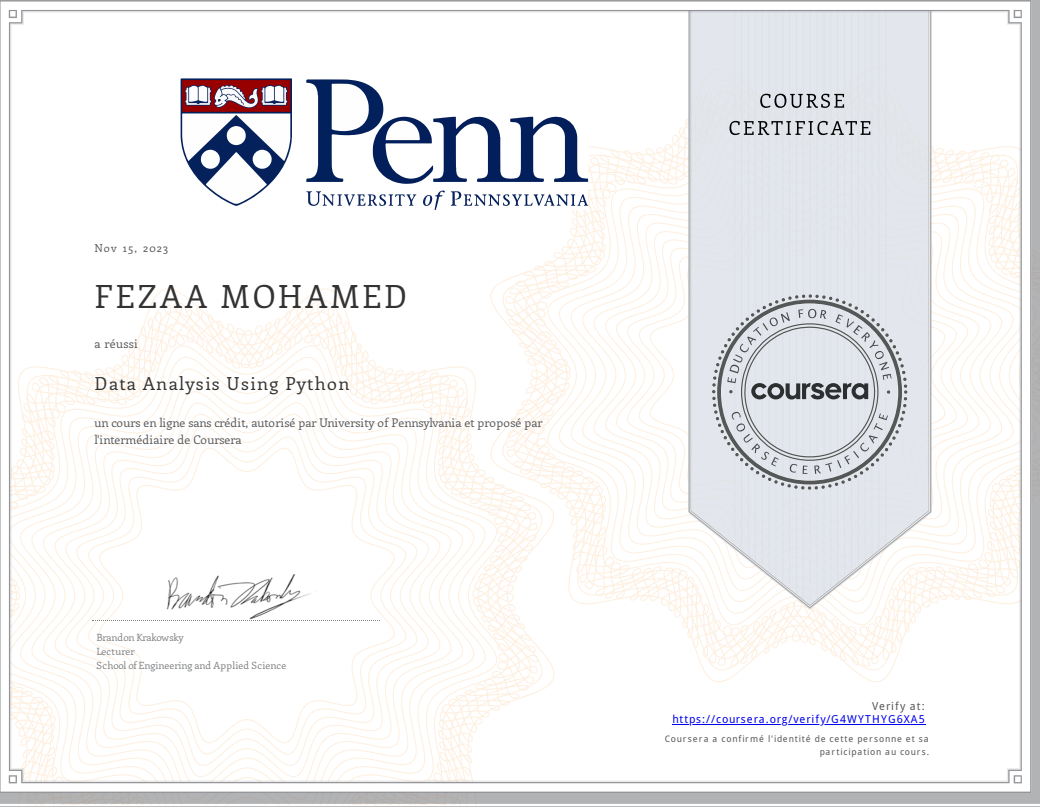 Penn
UNIVERSITY of PENNSYLVANIA
COURSE
CERTIFICATE
Nov 15, 2023
FEZAA MOHAMED
a réussi
Data Analysis Using Python
un cours en ligne sans crédit, autorisé par University of Pennsylvania et proposé par
l'intermédiaire de Coursera
EDUCATION FOR EVERYONE
coursera
COURSE CERTIFICATE
Brandon Krakowsky
Brandon Krakowsky
Lecturer
School of Engineering and Applied Science
Verify at:
https://coursera.org/verify/G4WYTHYG6XA5
Coursera a confirmé l'identité de cette personne et sa
participation au cours.